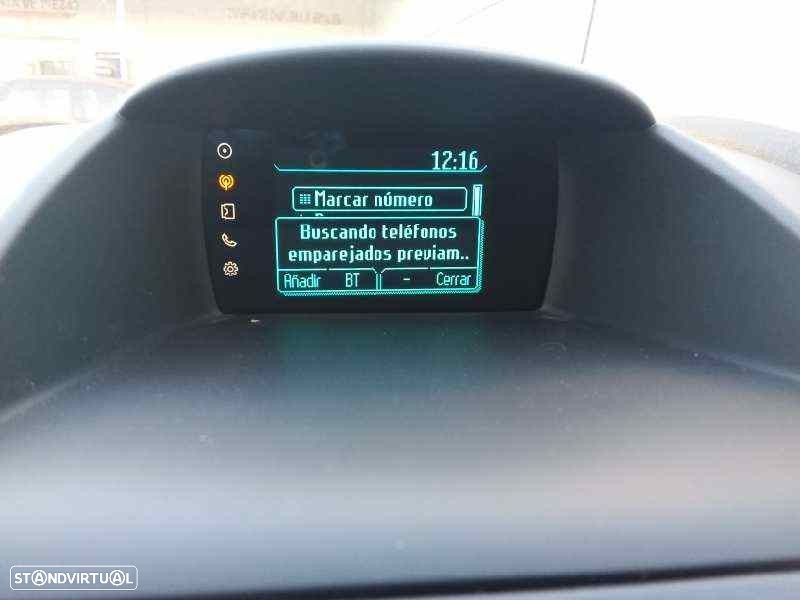 12:16
Marcar número
Buscando teléfonos
emparejados previam..
Añadir BT - Cerrar
STANDVIRTUAL